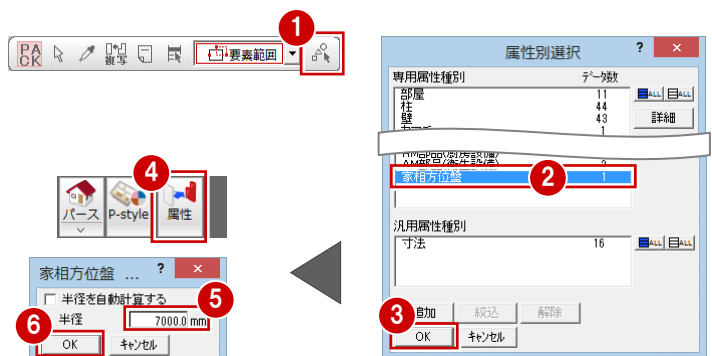 1
PACK
複写
要素範囲
属性別選択 ? ×
専用属性種別 データ数
部屋 11
柱 44
壁 43
1
ALL ALL
詳細
家相方位盤 1
2
汎用属性種別
寸法 16
ALL ALL
3
追加 絞込 解除
OK キャンセル
4
パース P-style 属性
家相方位盤 ... ? ×
半径を自動計算する
5
半径 7000.0 mm
6
OK キャンセル